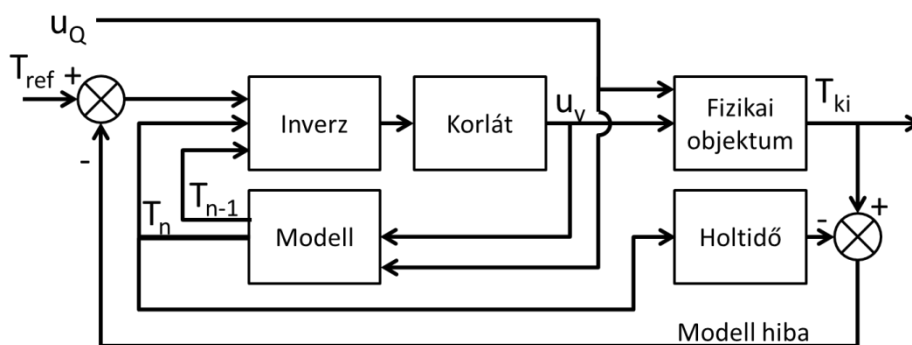 u_Q
T_ref
+
-
Inverz
Korlát
u_v
Fizikai
objektum
T_ki
T_n-1
T_n
Modell
Holtidő
-
+
Modell hiba